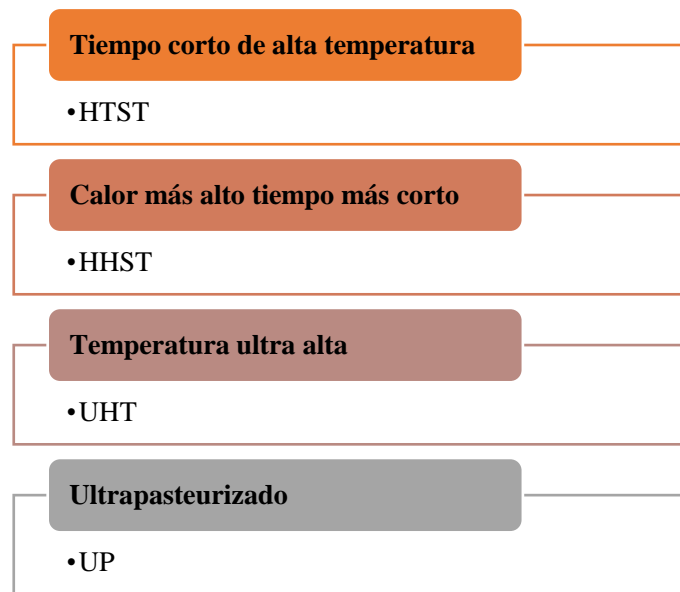 Tiempo corto de alta temperatura
•HTST
Calor más alto tiempo más corto
•HHST
Temperatura ultra alta
•UHT
Ultrapasteurizado
•UP